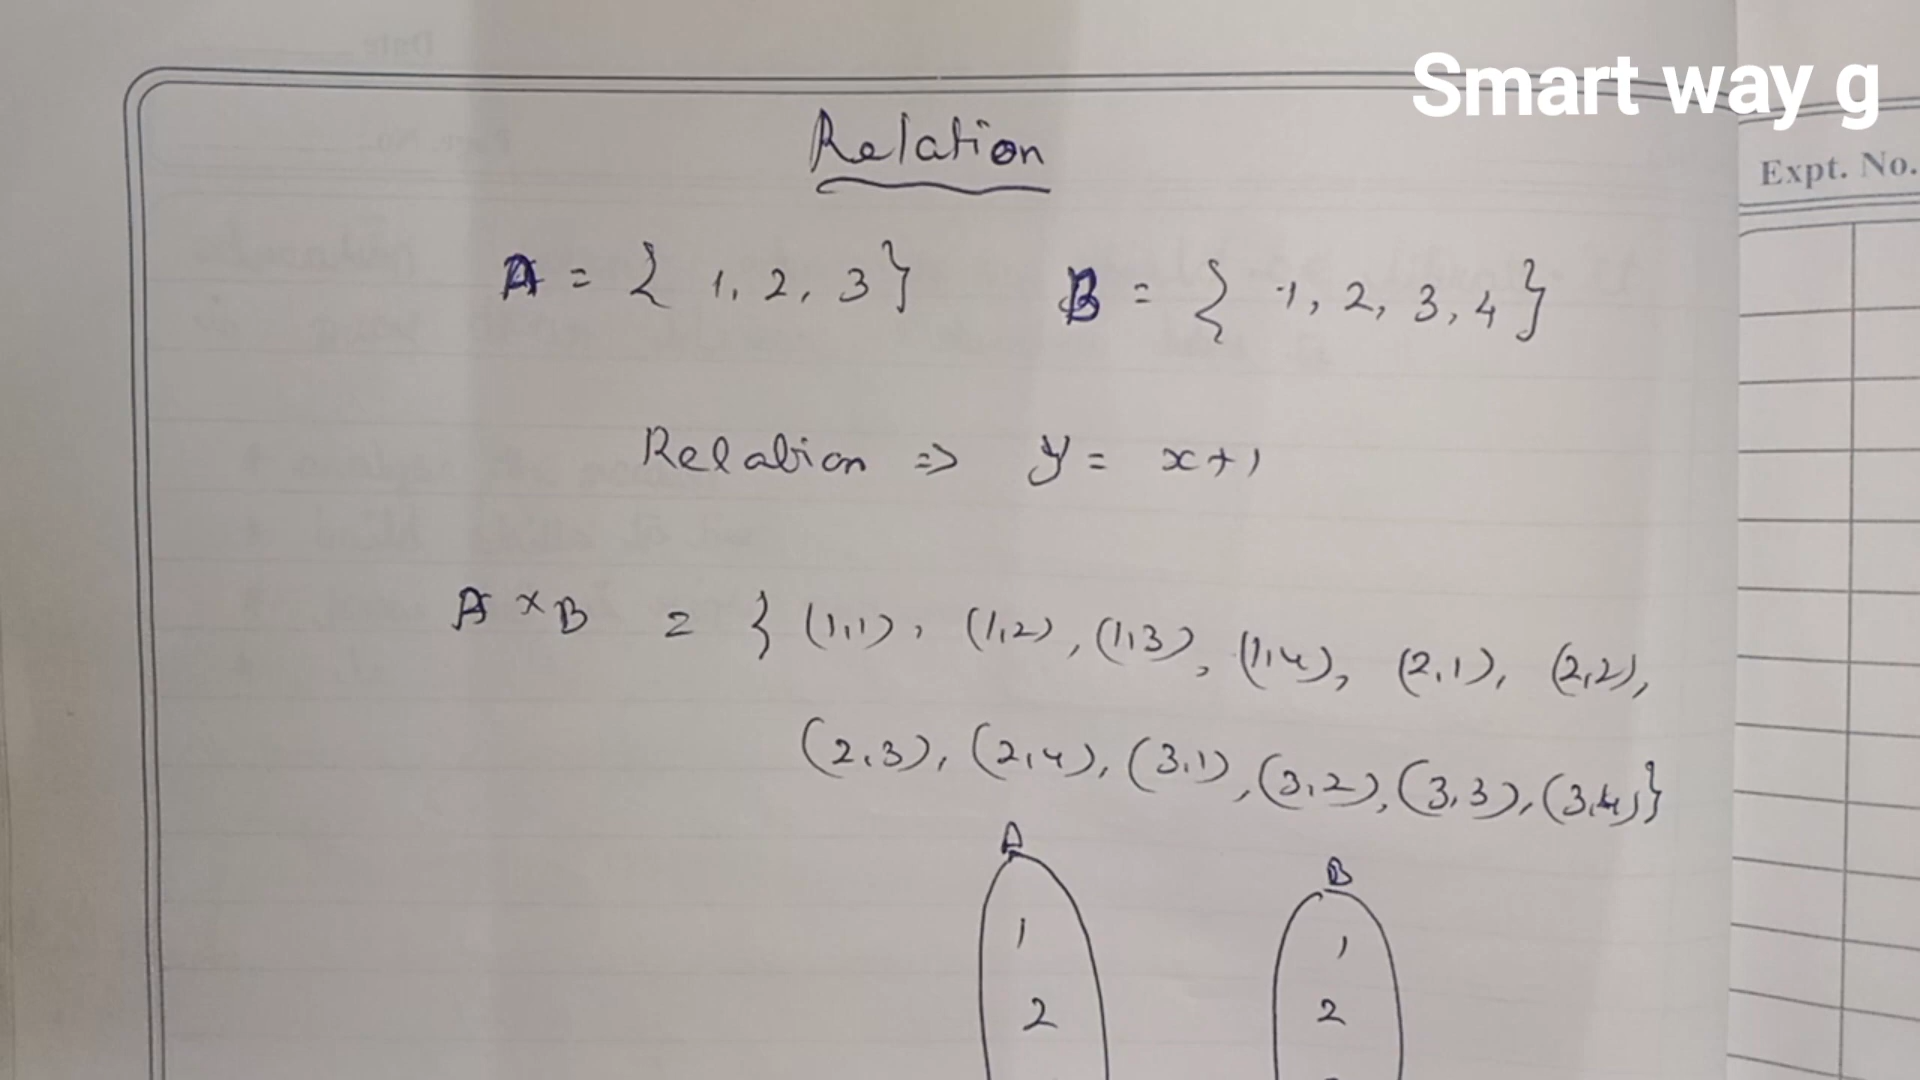 Smart way g
Expt. No.
Relation
A = { 1, 2, 3 } B = { 1, 2, 3, 4 }
Relation => y = x + 1
A × B = { (1,1), (1,2), (1,3), (1,4), (2,1), (2,2),
(2,3), (2,4), (3,1), (3,2), (3,3), (3,4) }
A B
1 1
2 2